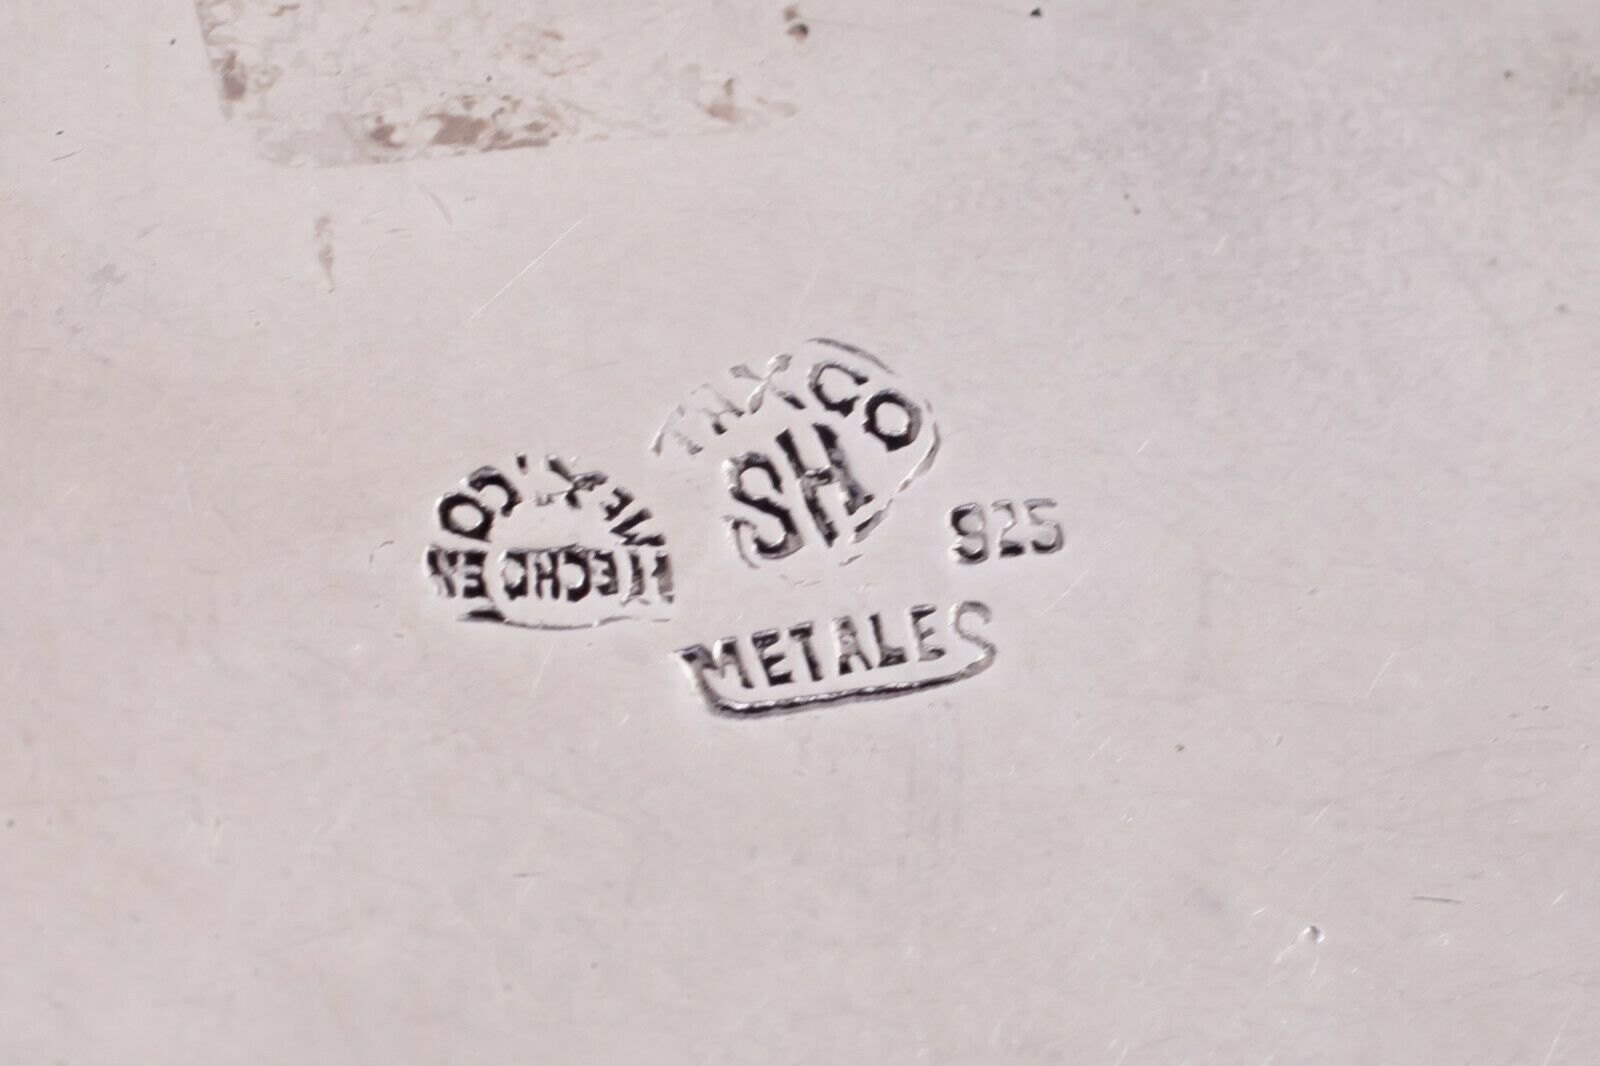 TAXCO
SH
925
HECHO EN
MEX.CO
METALES